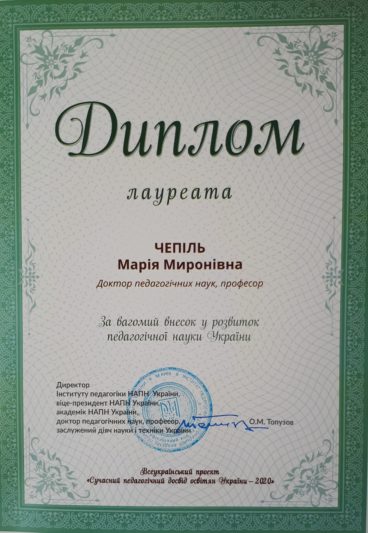 Диплом
лауреата
ЧЕПІЛЬ
Марія Миронівна
Доктор педагогічних наук, професор
За вагомий внесок у розвиток
педагогічної науки України
Директор
Інституту педагогіки НАПН України,
віце-президент НАПН України,
академік НАПН України,
доктор педагогічних наук, професор,
заслужений діяч науки і техніки України
О.М. Топузов
Всеукраїнський проект
«Сучасний педагогічний досвід освітян України – 2020»